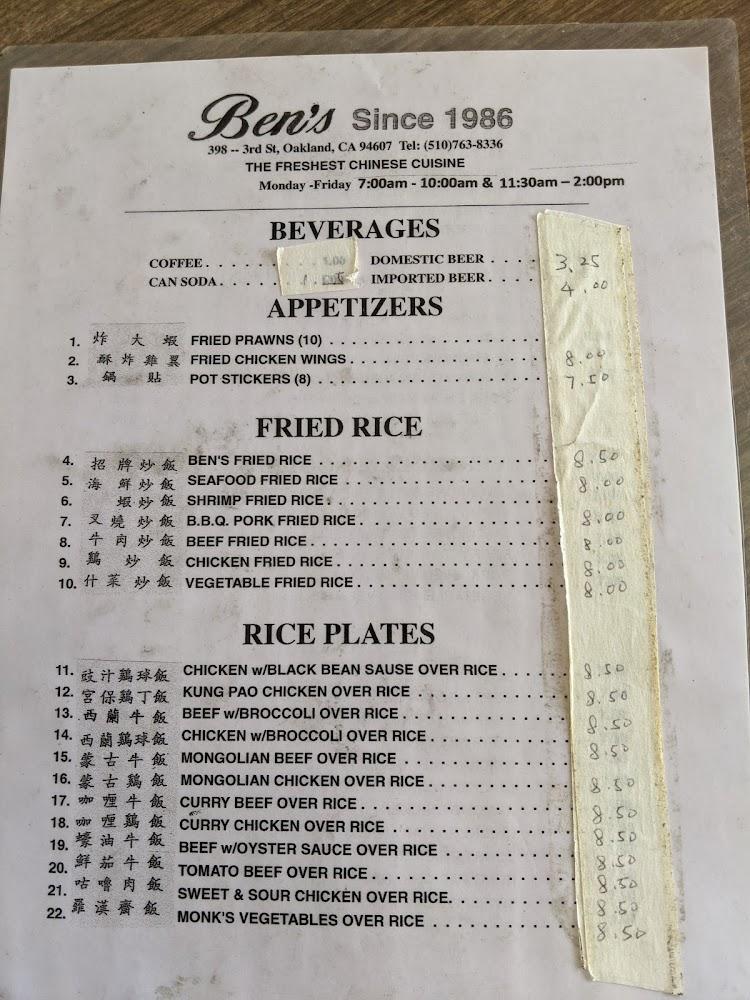 Ben's Since 1986
398 -- 3rd St, Oakland, CA 94607 Tel: (510)763-8336
THE FRESHEST CHINESE CUISINE
Monday -Friday 7:00am - 10:00am & 11:30am – 2:00pm
BEVERAGES
COFFEE . . . . . . . DOMESTIC BEER . . . . 3.25
CAN SODA . . . . . . IMPORTED BEER . . . . 4.00
APPETIZERS
1. 炸大蝦 FRIED PRAWNS (10) . . . . . . . .
2. 酥炸雞翼 FRIED CHICKEN WINGS . . . . . . . . 8.00
3. 鍋貼 POT STICKERS (8) . . . . . . . . 7.50
FRIED RICE
4. 招牌炒飯 BEN'S FRIED RICE . . . . . . . . 8.50
5. 海鮮炒飯 SEAFOOD FRIED RICE . . . . . . . . 8.00
6. 蝦炒飯 SHRIMP FRIED RICE . . . . . . . .
7. 叉燒炒飯 B.B.Q. PORK FRIED RICE . . . . . . . . 8.00
8. 牛肉炒飯 BEEF FRIED RICE . . . . . . . . 8.00
9. 鷄炒飯 CHICKEN FRIED RICE . . . . . . . . 8.00
10. 什菜炒飯 VEGETABLE FRIED RICE . . . . . . . . 8.00
RICE PLATES
11. 豉汁鷄球飯 CHICKEN w/BLACK BEAN SAUSE OVER RICE . . . . . 8.50
12. 宮保鷄丁飯 KUNG PAO CHICKEN OVER RICE . . . . . . . . 8.50
13. 西蘭牛飯 BEEF w/BROCCOLI OVER RICE . . . . . . . . 8.50
14. 西蘭鷄球飯 CHICKEN w/BROCCOLI OVER RICE . . . . . . . . 8.50
15. 蒙古牛飯 MONGOLIAN BEEF OVER RICE . . . . . . . .
16. 蒙古鷄飯 MONGOLIAN CHICKEN OVER RICE . . . . . . . . 8.50
17. 咖喱牛飯 CURRY BEEF OVER RICE . . . . . . . . 8.50
18. 咖喱鷄飯 CURRY CHICKEN OVER RICE . . . . . . . . 8.50
19. 蠔油牛飯 BEEF w/OYSTER SAUCE OVER RICE . . . . . . . . 8.50
20. 鮮茄牛飯 TOMATO BEEF OVER RICE . . . . . . . . 8.50
21. 咕嚕肉飯 SWEET & SOUR CHICKEN OVER RICE . . . . . . . . 8.50
22. 羅漢齋飯 MONK'S VEGETABLES OVER RICE . . . . . . . . 8.50